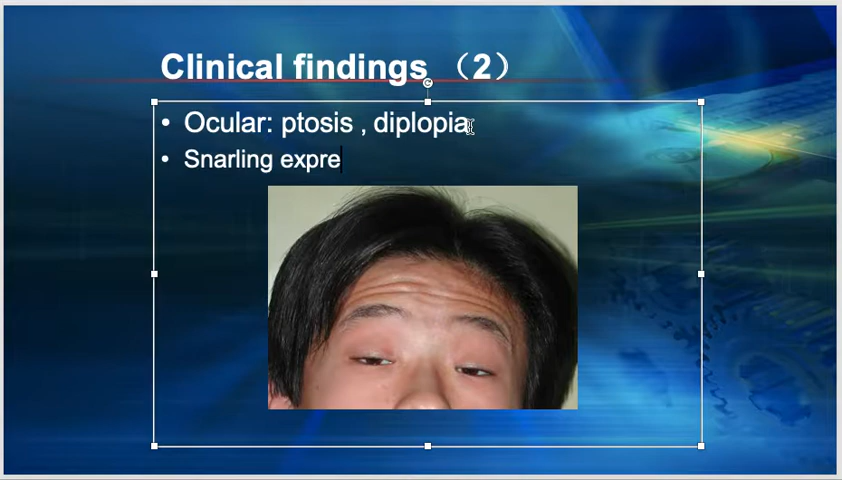 Clinical findings （2）
• Ocular: ptosis , diplopia
• Snarling expre